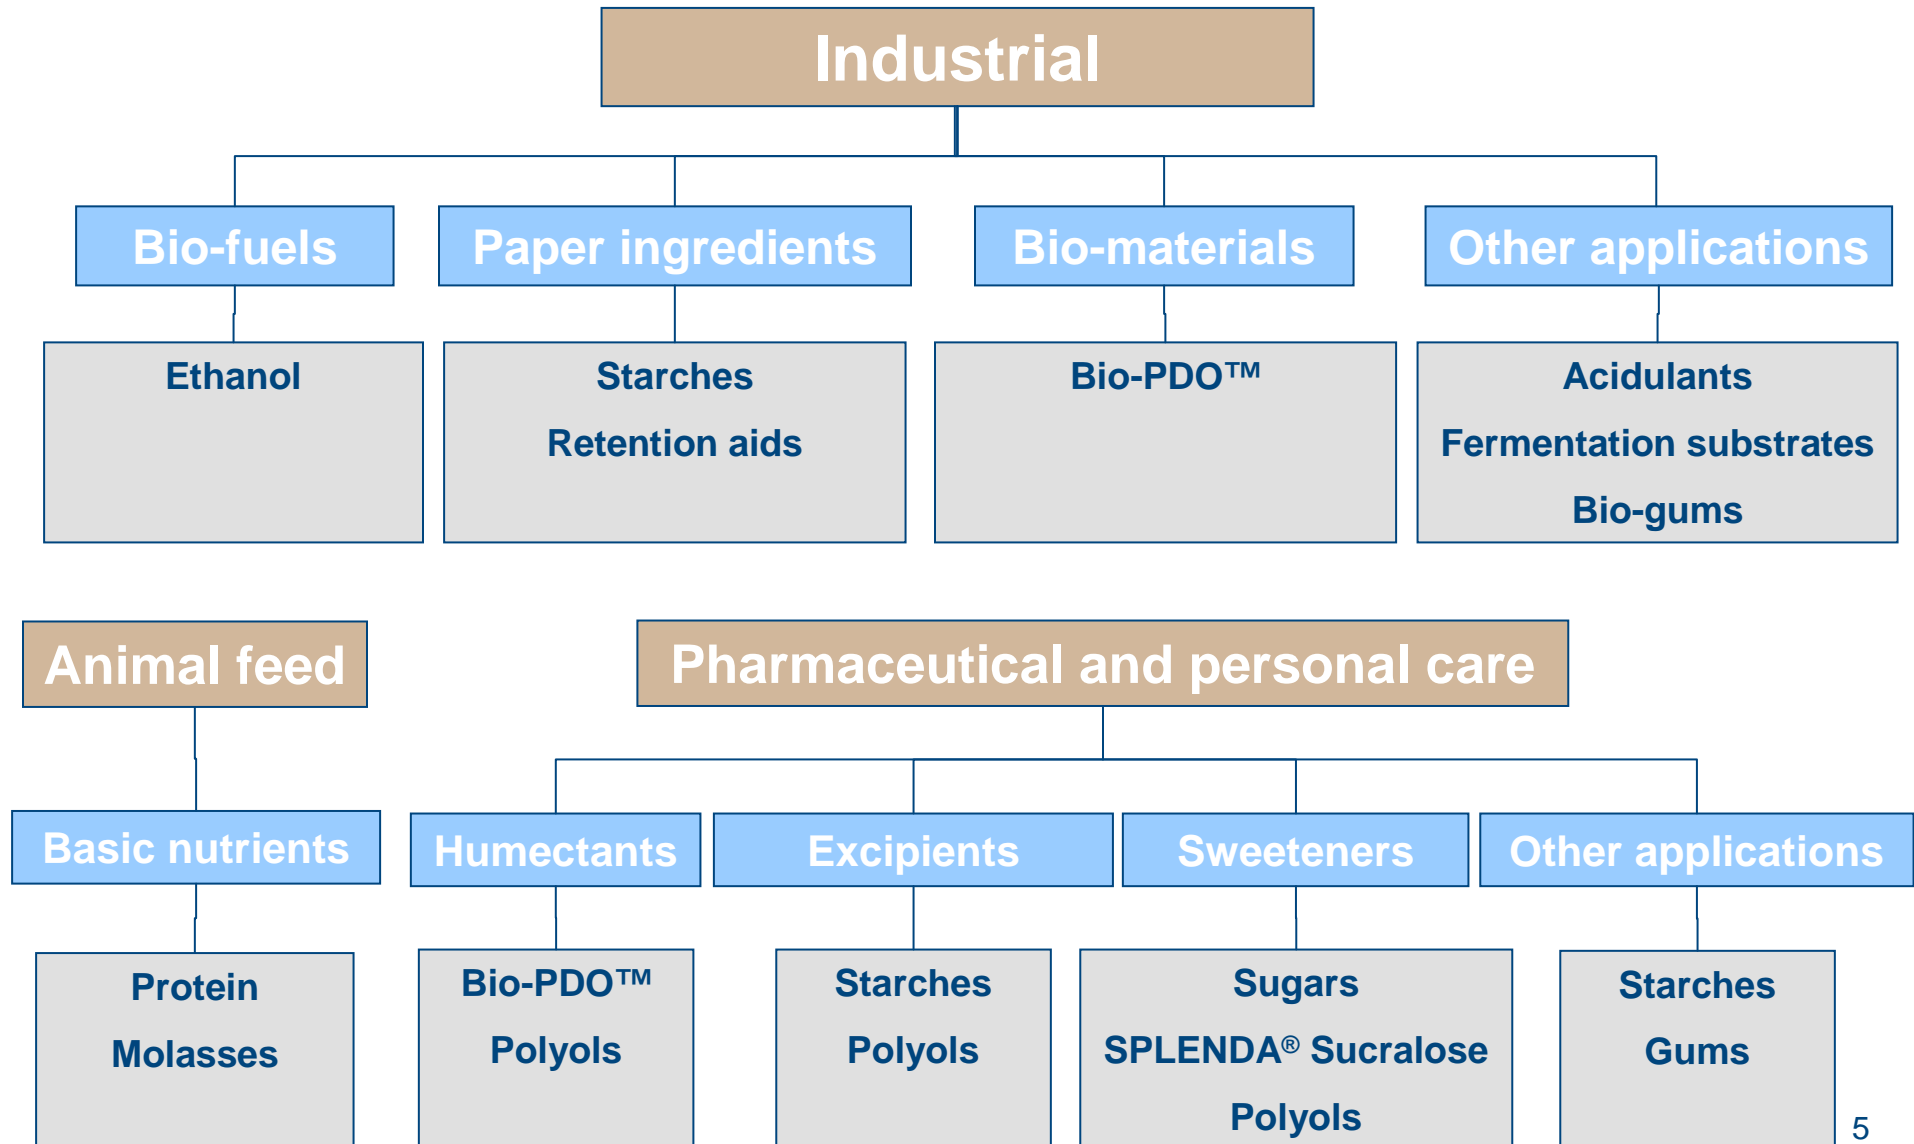 Industrial
Bio-fuels
Paper ingredients
Bio-materials
Other applications
Ethanol
Starches
Retention aids
Bio-PDO™
Acidulants
Fermentation substrates
Bio-gums
Animal feed
Pharmaceutical and personal care
Basic nutrients
Humectants
Excipients
Sweeteners
Other applications
Protein
Molasses
Bio-PDO™
Polyols
Starches
Polyols
Sugars
SPLENDA® Sucralose
Polyols
Starches
Gums
5